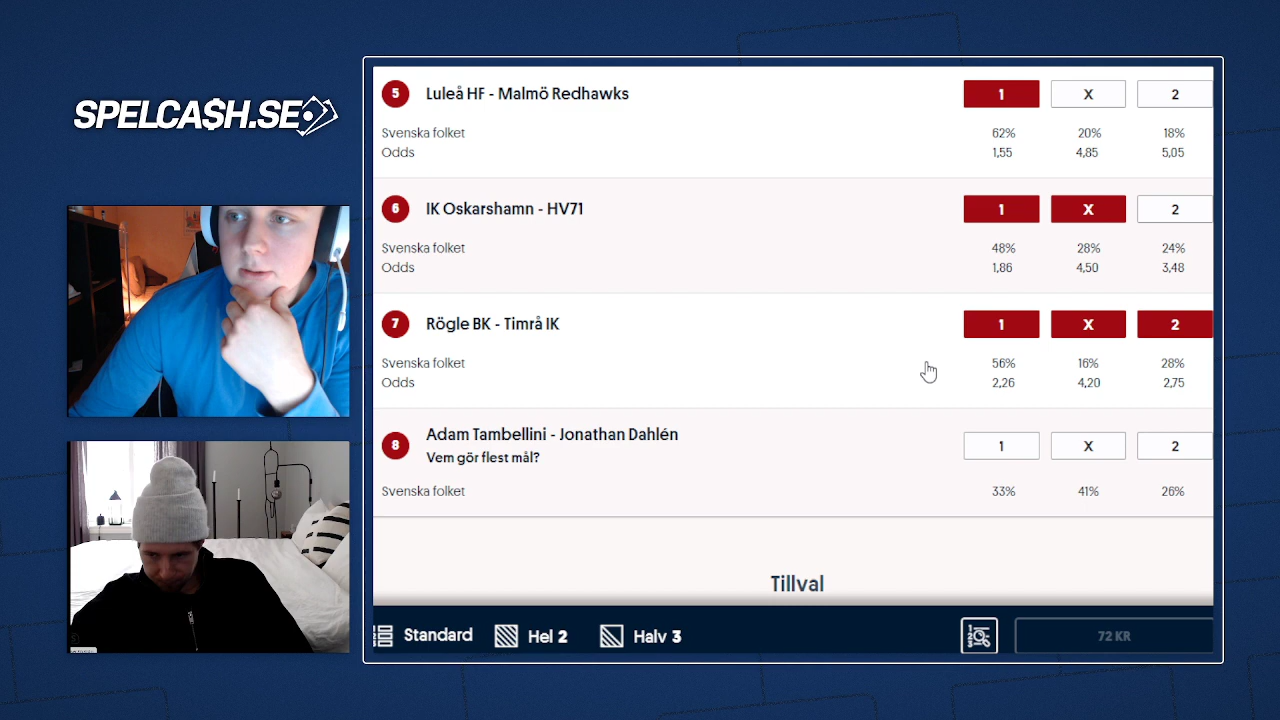 SPELCA$H.SE
5 Luleå HF - Malmö Redhawks 1 X 2
Svenska folket 62% 20% 18%
Odds 1,55 4,85 5,05
6 IK Oskarshamn - HV71 1 X 2
Svenska folket 48% 28% 24%
Odds 1,86 4,50 3,48
7 Rögle BK - Timrå IK 1 X 2
Svenska folket 56% 16% 28%
Odds 2,26 4,20 2,75
8 Adam Tambellini - Jonathan Dahlén 1 X 2
Vem gör flest mål?
Svenska folket 33% 41% 26%
Tillval
Standard Hel 2 Halv 3 72 KR